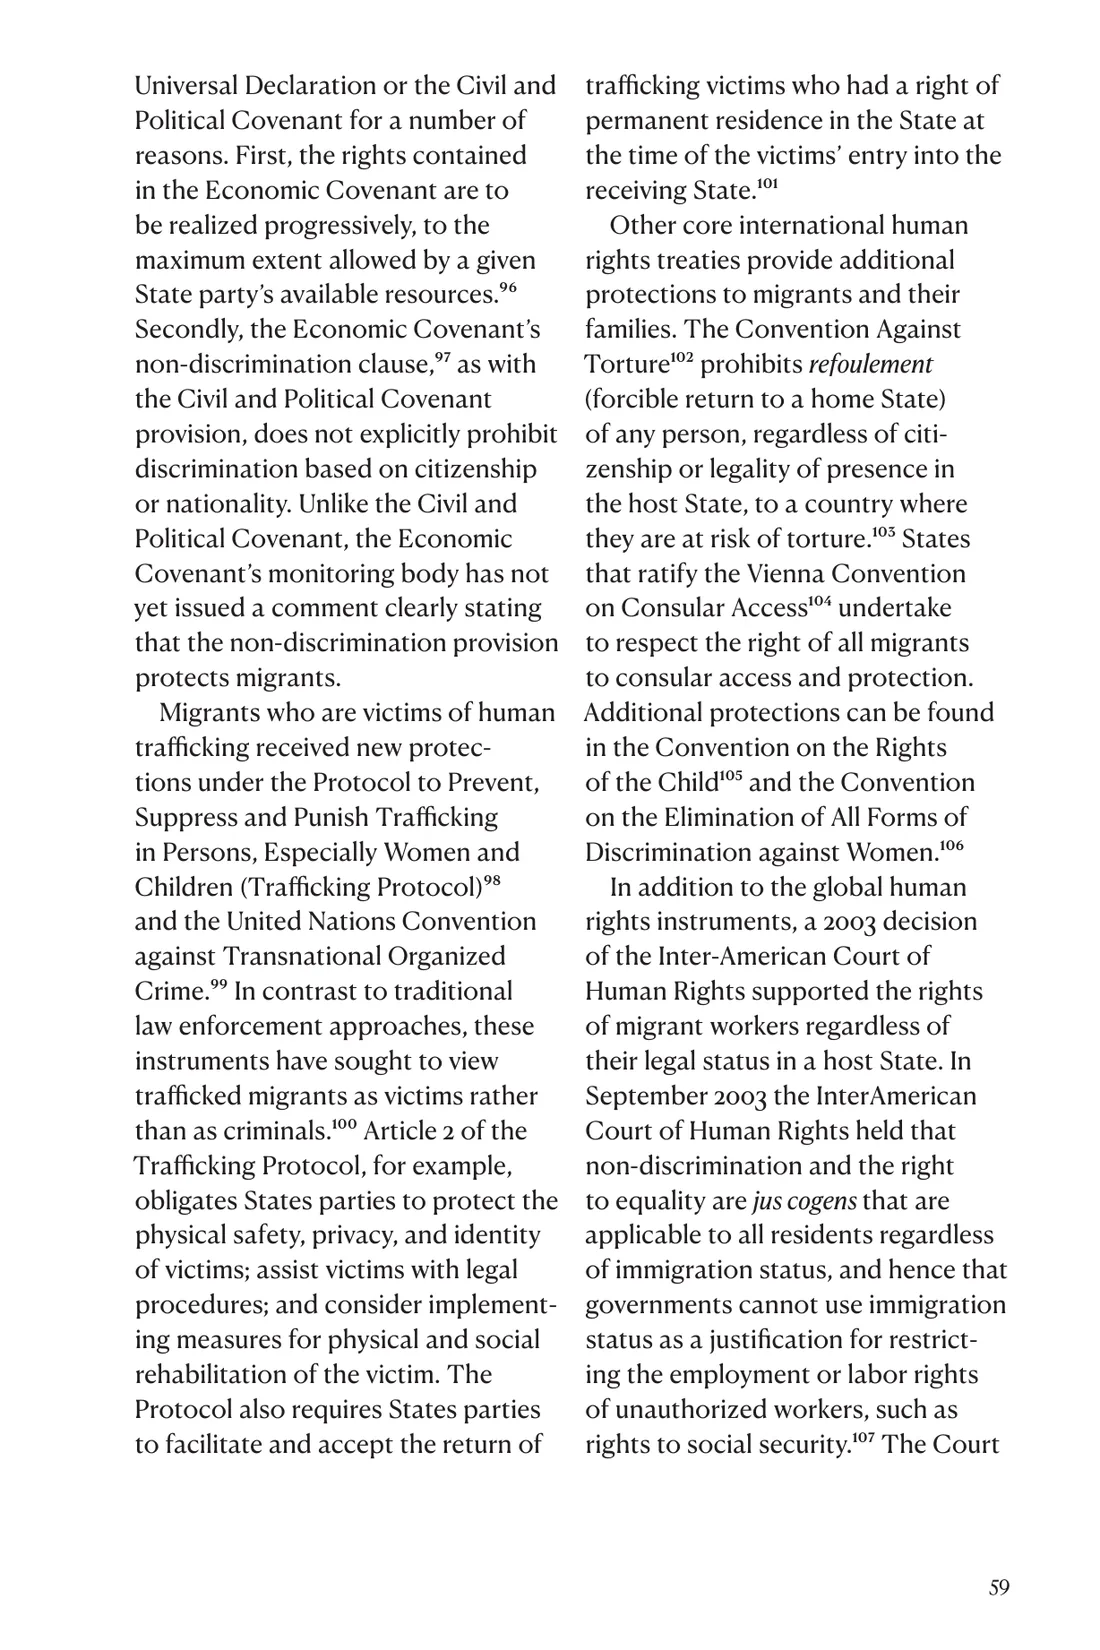 Universal Declaration or the Civil and
Political Covenant for a number of
reasons. First, the rights contained
in the Economic Covenant are to
be realized progressively, to the
maximum extent allowed by a given
State party’s available resources.96
Secondly, the Economic Covenant’s
non-discrimination clause,97 as with
the Civil and Political Covenant
provision, does not explicitly prohibit
discrimination based on citizenship
or nationality. Unlike the Civil and
Political Covenant, the Economic
Covenant’s monitoring body has not
yet issued a comment clearly stating
that the non-discrimination provision
protects migrants.
Migrants who are victims of human
trafficking received new protec-
tions under the Protocol to Prevent,
Suppress and Punish Trafficking
in Persons, Especially Women and
Children (Trafficking Protocol)98
and the United Nations Convention
against Transnational Organized
Crime.99 In contrast to traditional
law enforcement approaches, these
instruments have sought to view
trafficked migrants as victims rather
than as criminals.100 Article 2 of the
Trafficking Protocol, for example,
obligates States parties to protect the
physical safety, privacy, and identity
of victims; assist victims with legal
procedures; and consider implement-
ing measures for physical and social
rehabilitation of the victim. The
Protocol also requires States parties
to facilitate and accept the return of
trafficking victims who had a right of
permanent residence in the State at
the time of the victims’ entry into the
receiving State.101
Other core international human
rights treaties provide additional
protections to migrants and their
families. The Convention Against
Torture102 prohibits refoulement
(forcible return to a home State)
of any person, regardless of citi-
zenship or legality of presence in
the host State, to a country where
they are at risk of torture.103 States
that ratify the Vienna Convention
on Consular Access104 undertake
to respect the right of all migrants
to consular access and protection.
Additional protections can be found
in the Convention on the Rights
of the Child105 and the Convention
on the Elimination of All Forms of
Discrimination against Women.106
In addition to the global human
rights instruments, a 2003 decision
of the Inter-American Court of
Human Rights supported the rights
of migrant workers regardless of
their legal status in a host State. In
September 2003 the InterAmerican
Court of Human Rights held that
non-discrimination and the right
to equality are jus cogens that are
applicable to all residents regardless
of immigration status, and hence that
governments cannot use immigration
status as a justification for restrict-
ing the employment or labor rights
of unauthorized workers, such as
rights to social security.107 The Court
59